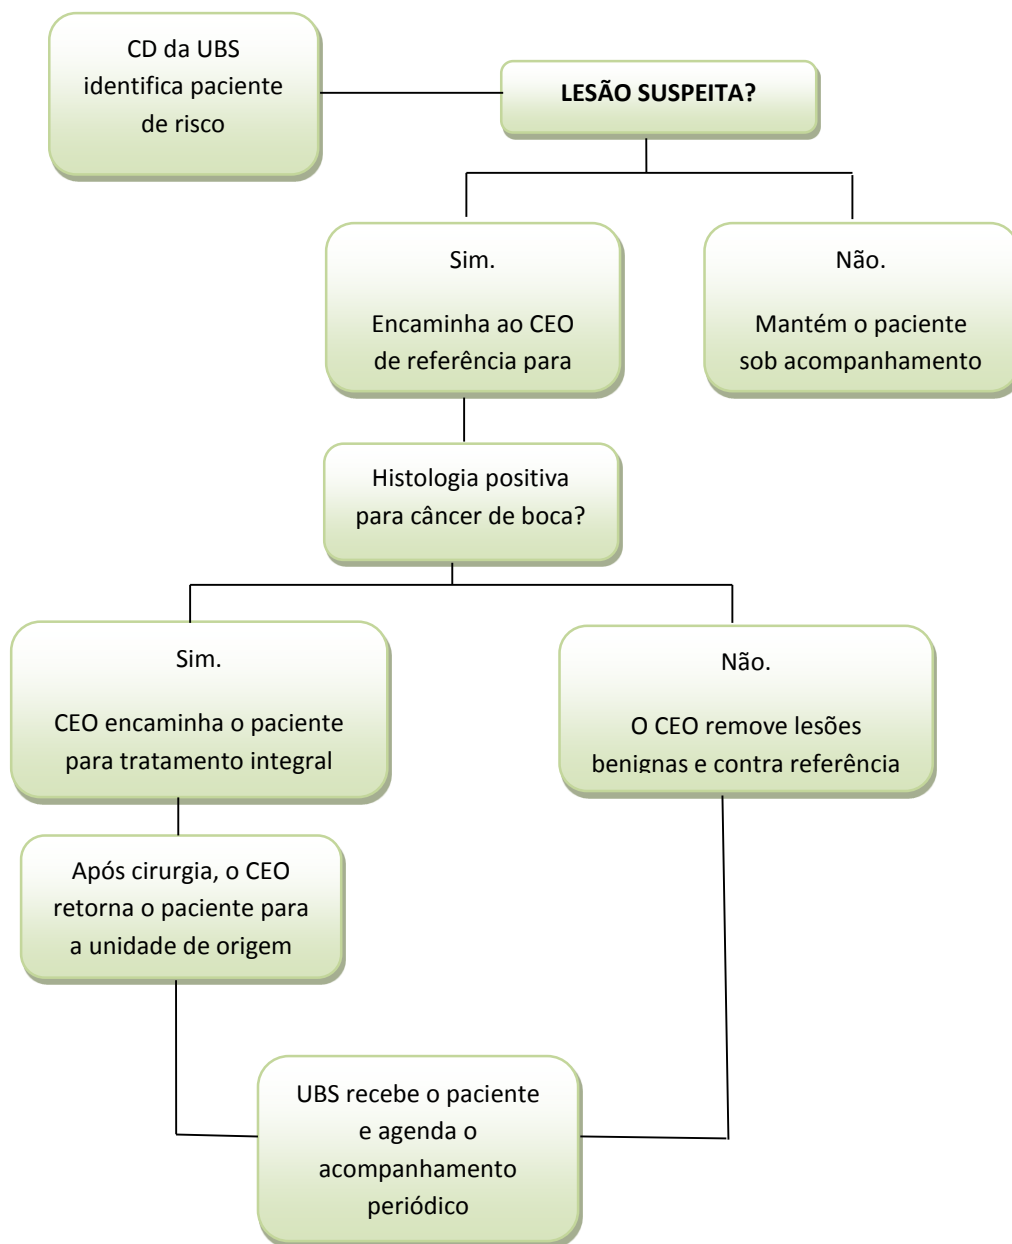 CD da UBS
identifica paciente
de risco
LESÃO SUSPEITA?
Sim.
Encaminha ao CEO
de referência para
Não.
Mantém o paciente
sob acompanhamento
Histologia positiva
para câncer de boca?
Sim.
CEO encaminha o paciente
para tratamento integral
Não.
O CEO remove lesões
benignas e contra referência
Após cirurgia, o CEO
retorna o paciente para
a unidade de origem
UBS recebe o paciente
e agenda o
acompanhamento
periódico